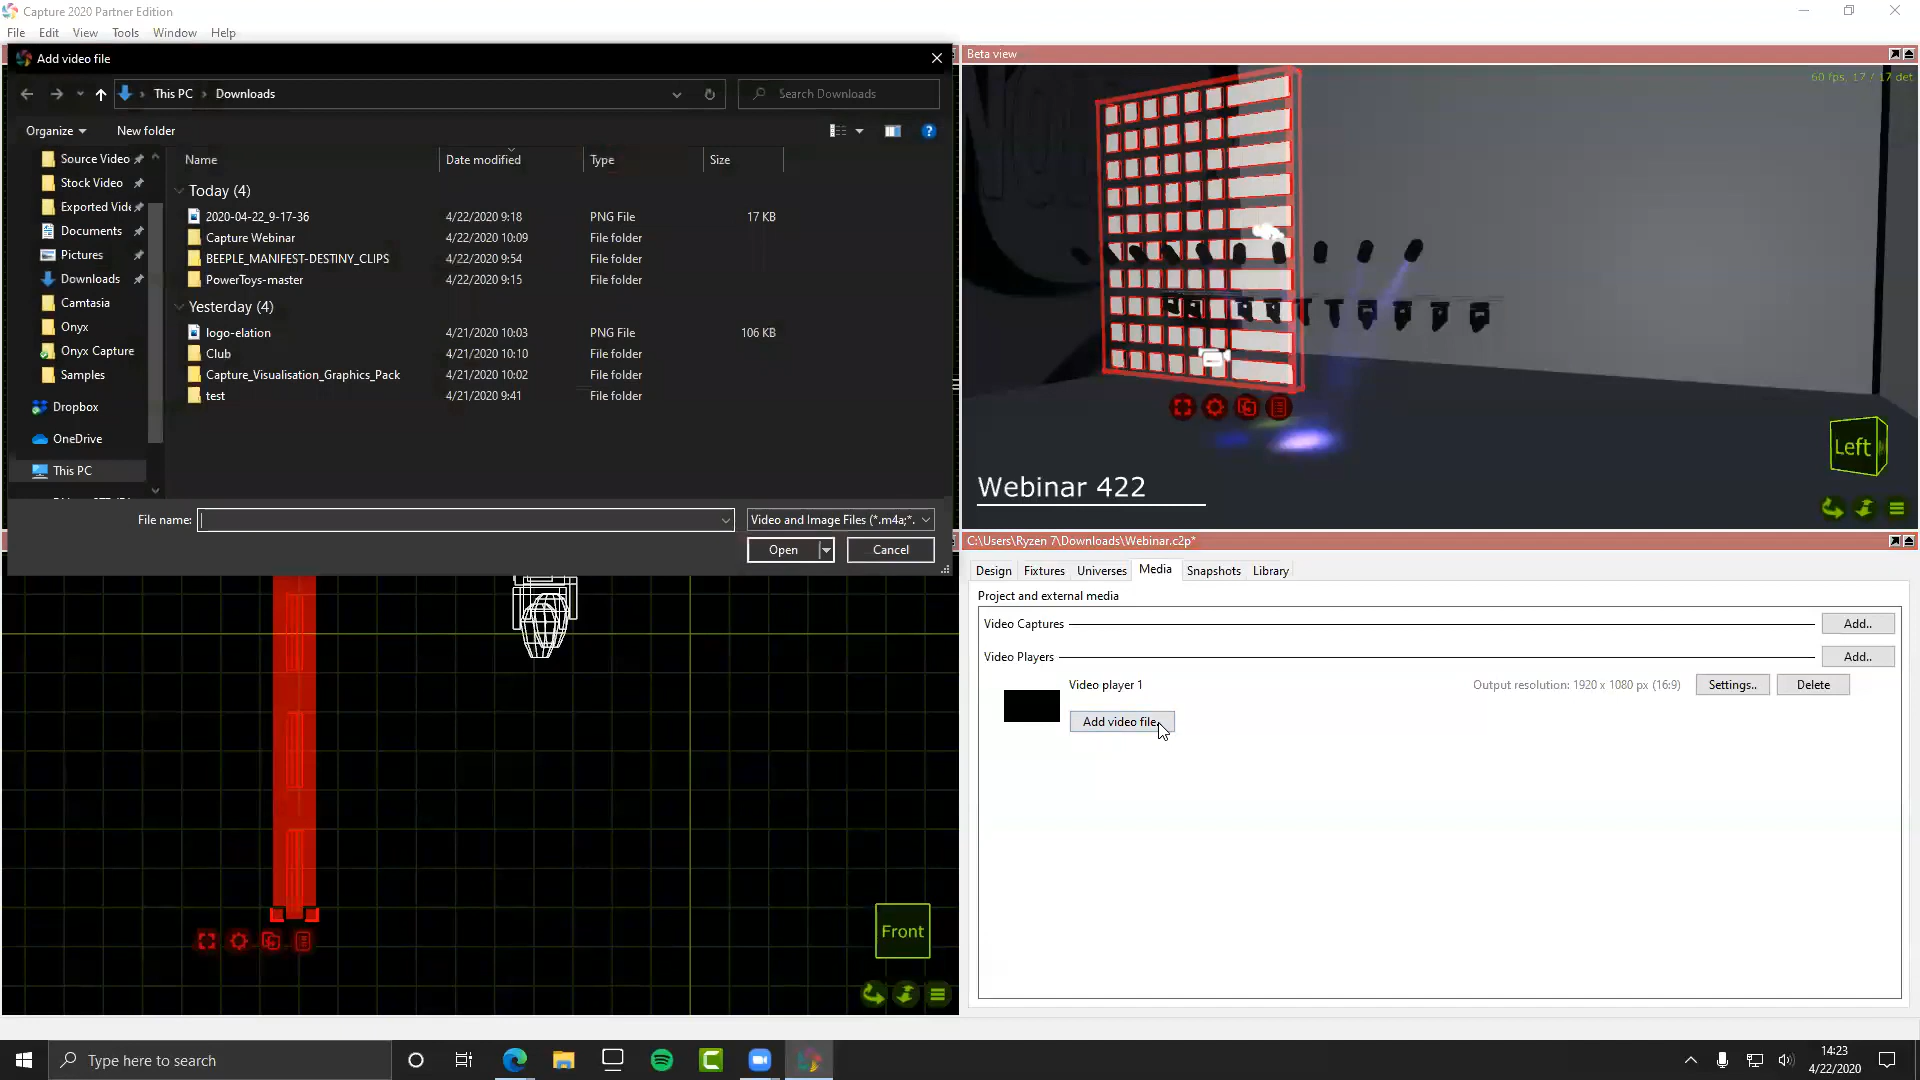 Capture 2020 Partner Edition
File Edit View Tools Window Help
Add video file
This PC Downloads
Search Downloads
Organize New folder
Source Video
Stock Video
Exported Vide
Documents
Pictures
Downloads
Camtasia
Onyx
Onyx Capture
Samples
Dropbox
OneDrive
This PC
Name Date modified Type Size
Today (4)
2020-04-22_9-17-36 4/22/2020 9:18 PNG File 17 KB
Capture Webinar 4/22/2020 10:09 File folder
BEEPLE_MANIFEST-DESTINY_CLIPS 4/22/2020 9:54 File folder
PowerToys-master 4/22/2020 9:15 File folder
Yesterday (4)
logo-elation 4/21/2020 10:03 PNG File 106 KB
Club 4/21/2020 10:10 File folder
Capture_Visualisation_Graphics_Pack 4/21/2020 10:02 File folder
test 4/21/2020 9:41 File folder
File name:
Video and Image Files (*.m4a;*.
Open
Cancel
Beta view
60 fps, 17 / 17 det
Left
Webinar 422
C:\Users\Ryzen 7\Downloads\Webinar.c2p*
Design Fixtures Universes Media Snapshots Library
Project and external media
Video Captures Add..
Video Players Add..
Video player 1 Output resolution: 1920 x 1080 px (16:9) Settings.. Delete
Add video file
Front
Type here to search
14:23
4/22/2020